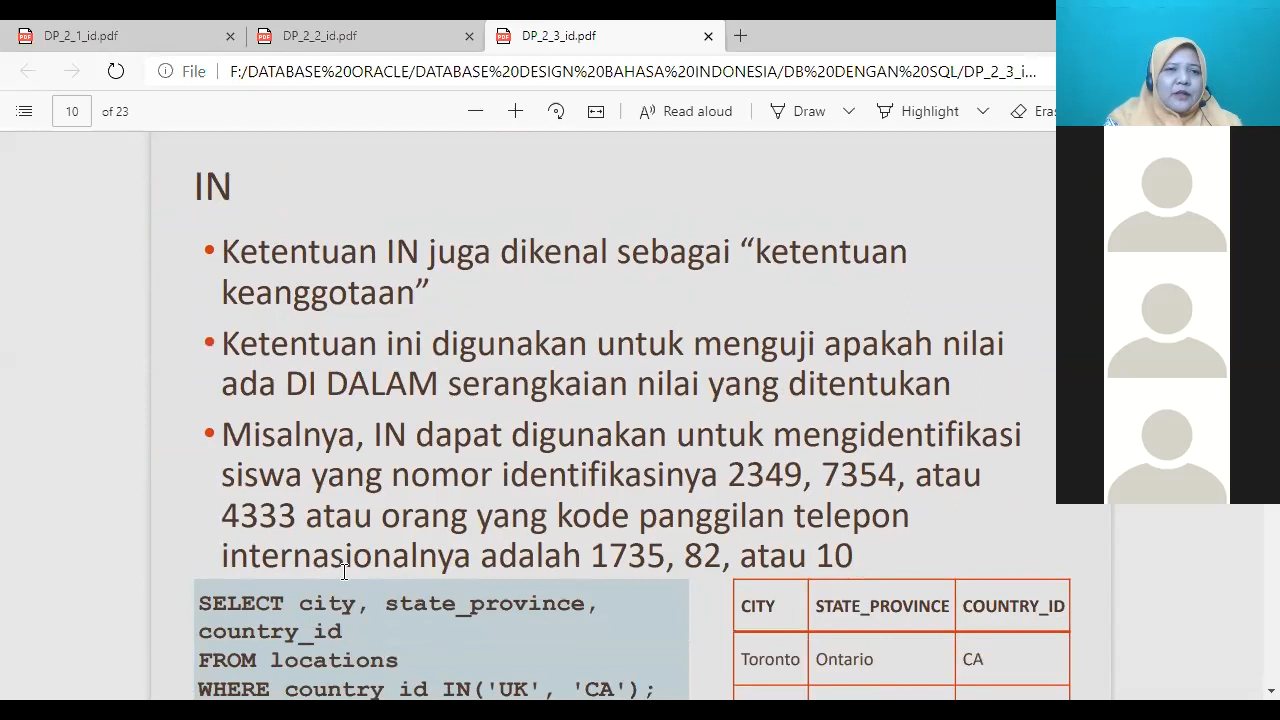 DP_2_1_id.pdf
DP_2_2_id.pdf
DP_2_3_id.pdf
File
F:/DATABASE%20ORACLE/DATABASE%20DESIGN%20BAHASA%20INDONESIA/DB%20DENGAN%20SQL/DP_2_3_i...
10 of 23
Read aloud
Draw
Highlight
Eras
IN
•Ketentuan IN juga dikenal sebagai “ketentuan
keanggotaan”
•Ketentuan ini digunakan untuk menguji apakah nilai
ada DI DALAM serangkaian nilai yang ditentukan
•Misalnya, IN dapat digunakan untuk mengidentifikasi
siswa yang nomor identifikasinya 2349, 7354, atau
4333 atau orang yang kode panggilan telepon
internasionalnya adalah 1735, 82, atau 10
SELECT city, state_province,
country_id
FROM locations
WHERE country_id IN('UK', 'CA');
CITY STATE_PROVINCE COUNTRY_ID
Toronto Ontario CA